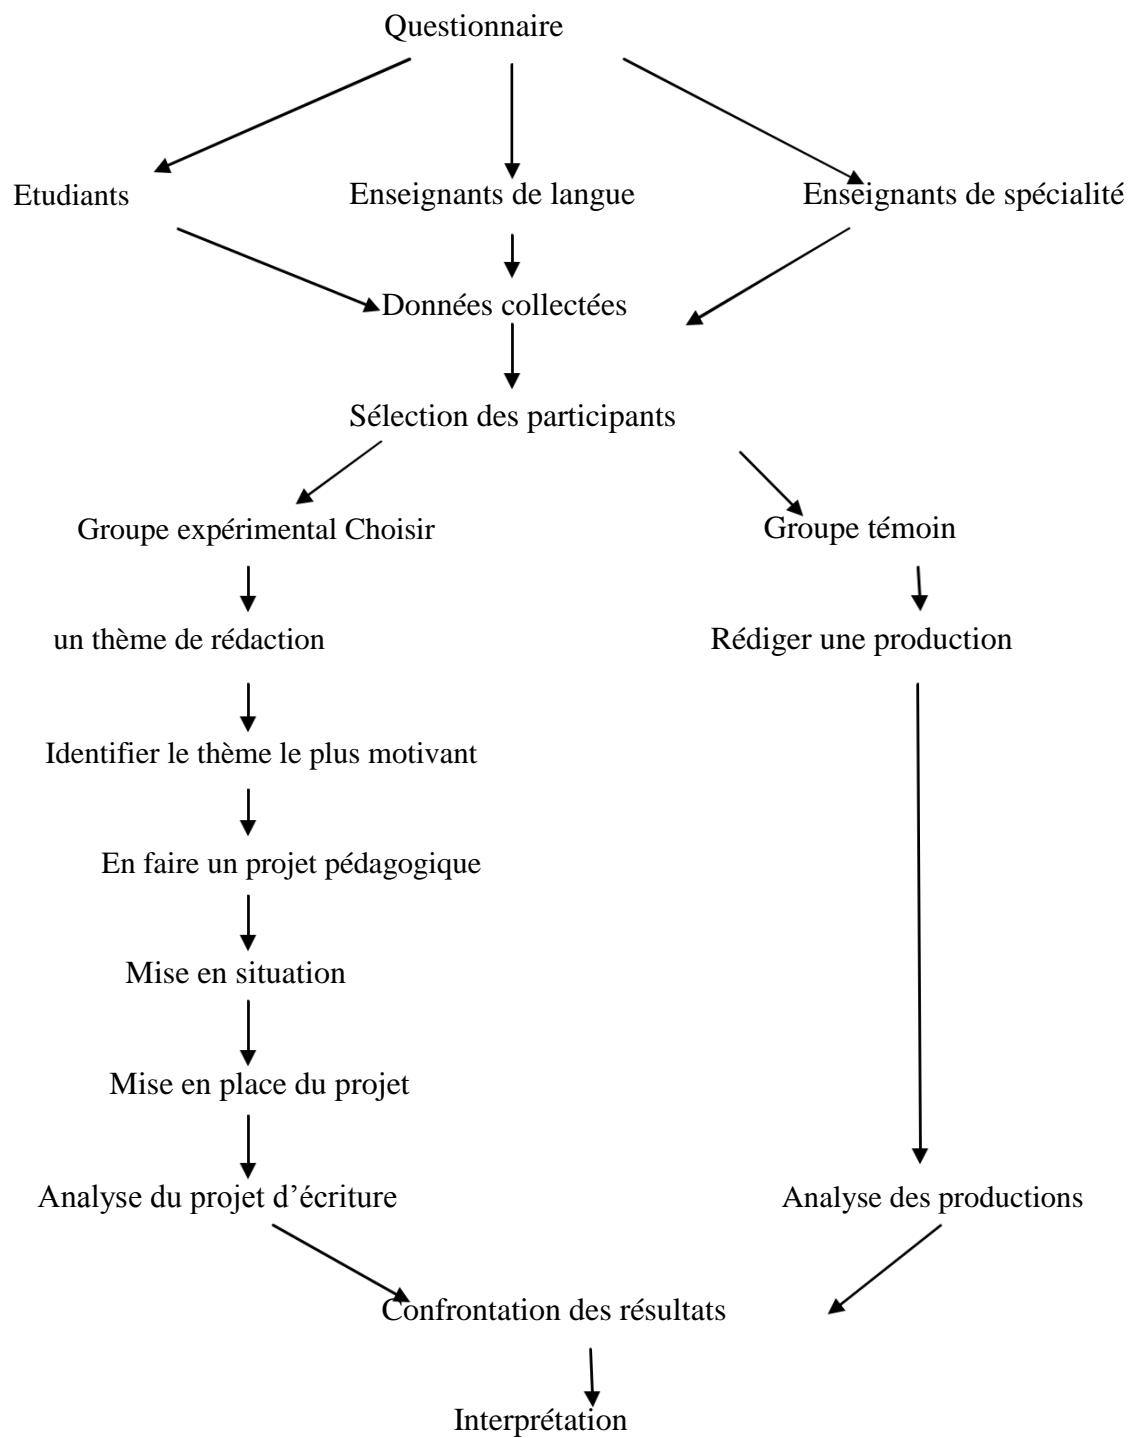 Questionnaire
Etudiants
Enseignants de langue
Enseignants de spécialité
Données collectées
Sélection des participants
Groupe expérimental Choisir
Groupe témoin
un thème de rédaction
Rédiger une production
Identifier le thème le plus motivant
En faire un projet pédagogique
Mise en situation
Mise en place du projet
Analyse du projet d’écriture
Analyse des productions
Confrontation des résultats
Interprétation